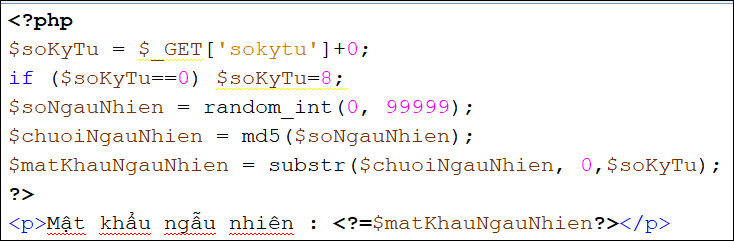 <?php
$soKyTu = $_GET['sokytu']+0;
if ($soKyTu==0) $soKyTu=8;
$soNgauNhien = random_int(0, 99999);
$chuoiNgauNhien = md5($soNgauNhien);
$matKhauNgauNhien = substr($chuoiNgauNhien, 0,$soKyTu);
?>
<p>Mật khẩu ngẫu nhiên : <?=$matKhauNgauNhien?></p>